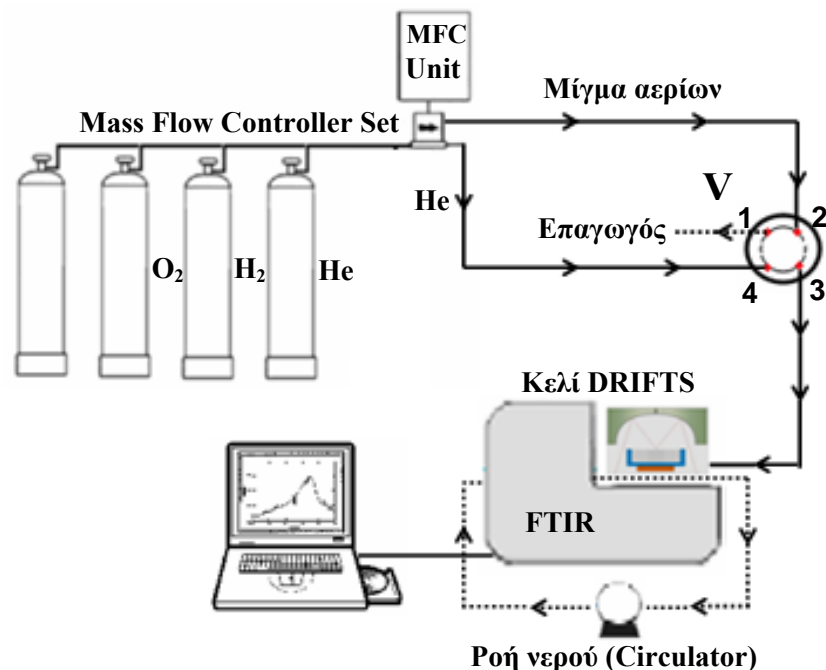 MFC
Unit
Μίγμα αερίων
Mass Flow Controller Set
He
V
1
2
Επαγωγός
O₂
H₂
He
4
3
Κελί DRIFTS
FTIR
Ροή νερού (Circulator)